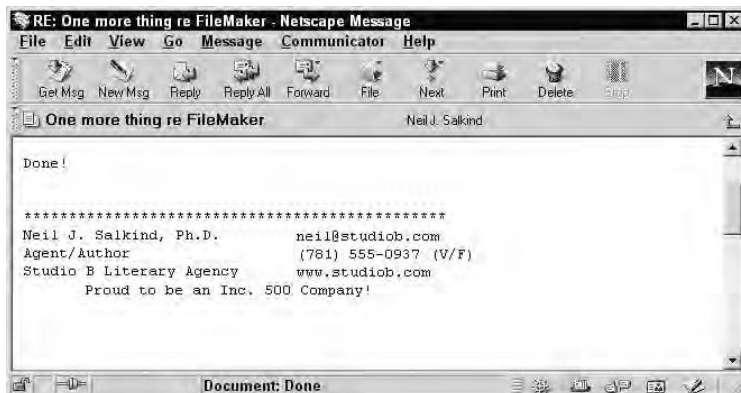 RE: One more thing re FileMaker - Netscape Message
File Edit View Go Message Communicator Help
Get Msg New Msg Reply Reply All Forward File Next Print Delete Stop
N
One more thing re FileMaker Neil J. Salkind
Done!
***********************************************
Neil J. Salkind, Ph.D. neil@studiob.com
Agent/Author (781) 555-0937 (V/F)
Studio B Literary Agency www.studiob.com
Proud to be an Inc. 500 Company!
Document: Done